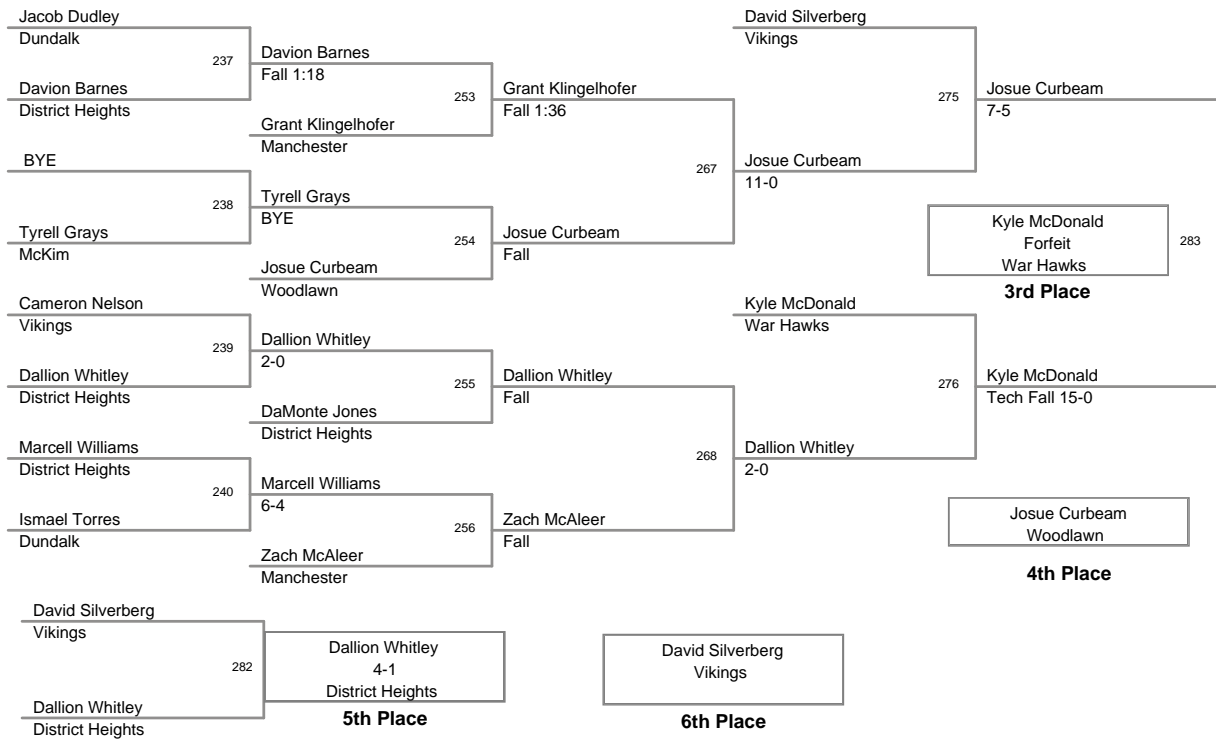 Jacob Dudley
Dundalk
237
Davion Barnes
District Heights
BYE
238
Tyrell Grays
McKim
Cameron Nelson
Vikings
239
Dallion Whitley
District Heights
Marcell Williams
District Heights
240
Ismael Torres
Dundalk
Davion Barnes
Fall 1:18
253
Grant Klingelhofer
Manchester
Tyrell Grays
BYE
254
Josue Curbeam
Woodlawn
Dallion Whitley
2-0
255
DaMonte Jones
District Heights
Marcell Williams
6-4
256
Zach McAleer
Manchester
Grant Klingelhofer
Fall 1:36
267
Josue Curbeam
Fall
Dallion Whitley
Fall
268
Zach McAleer
Fall
David Silverberg
Vikings
275
Josue Curbeam
11-0
Kyle McDonald
War Hawks
276
Dallion Whitley
2-0
Josue Curbeam
7-5
Kyle McDonald
Forfeit
War Hawks
283
3rd Place
Kyle McDonald
Tech Fall 15-0
Josue Curbeam
Woodlawn
4th Place
David Silverberg
Vikings
282
Dallion Whitley
District Heights
Dallion Whitley
4-1
District Heights
5th Place
David Silverberg
Vikings
6th Place